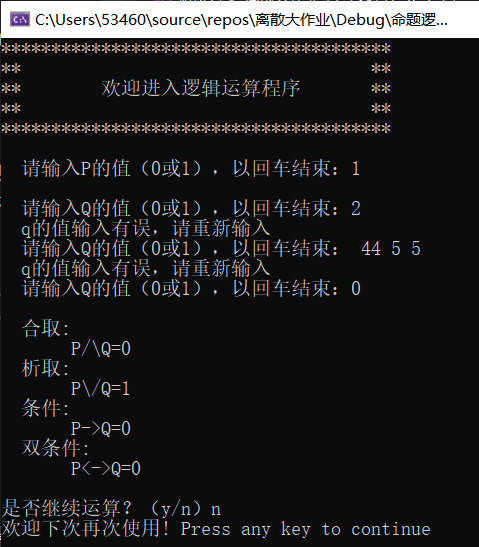 C:\Users\53460\source\repos\离散大作业\Debug\命题逻...
***************************************
** **
** 欢迎进入逻辑运算程序 **
** **
***************************************
请输入P的值（0或1），以回车结束：1
请输入Q的值（0或1），以回车结束：2
q的值输入有误，请重新输入
请输入Q的值（0或1），以回车结束： 44 5 5
q的值输入有误，请重新输入
请输入Q的值（0或1），以回车结束：0
合取:
P/\Q=0
析取:
P\/Q=1
条件:
P->Q=0
双条件:
P<->Q=0
是否继续运算？（y/n）n
欢迎下次再次使用! Press any key to continue